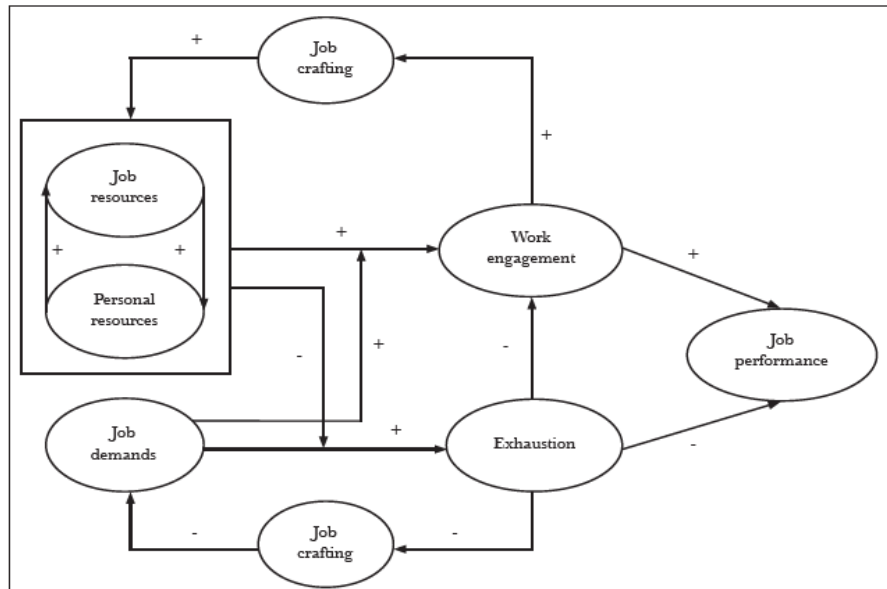 Job
crafting
+
+
Job
resources
+
+
+
Work
engagement
+
Personal
resources
-
+
-
Job
performance
Job
demands
+
Exhaustion
-
-
-
Job
crafting